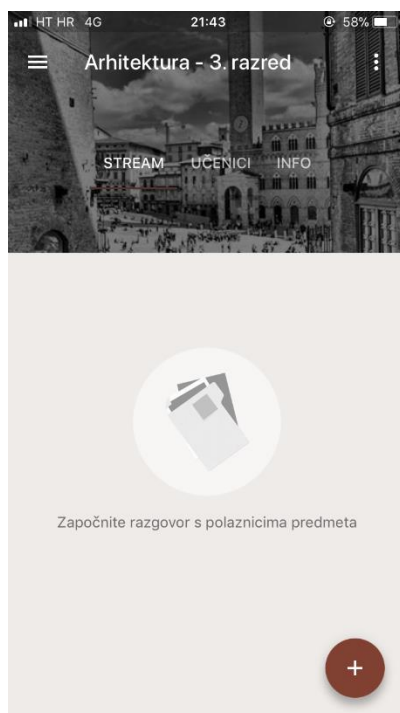 HT HR 4G 21:43 58%
Arhitektura - 3. razred
STREAM UČENICI INFO
Započnite razgovor s polaznicima predmeta
+